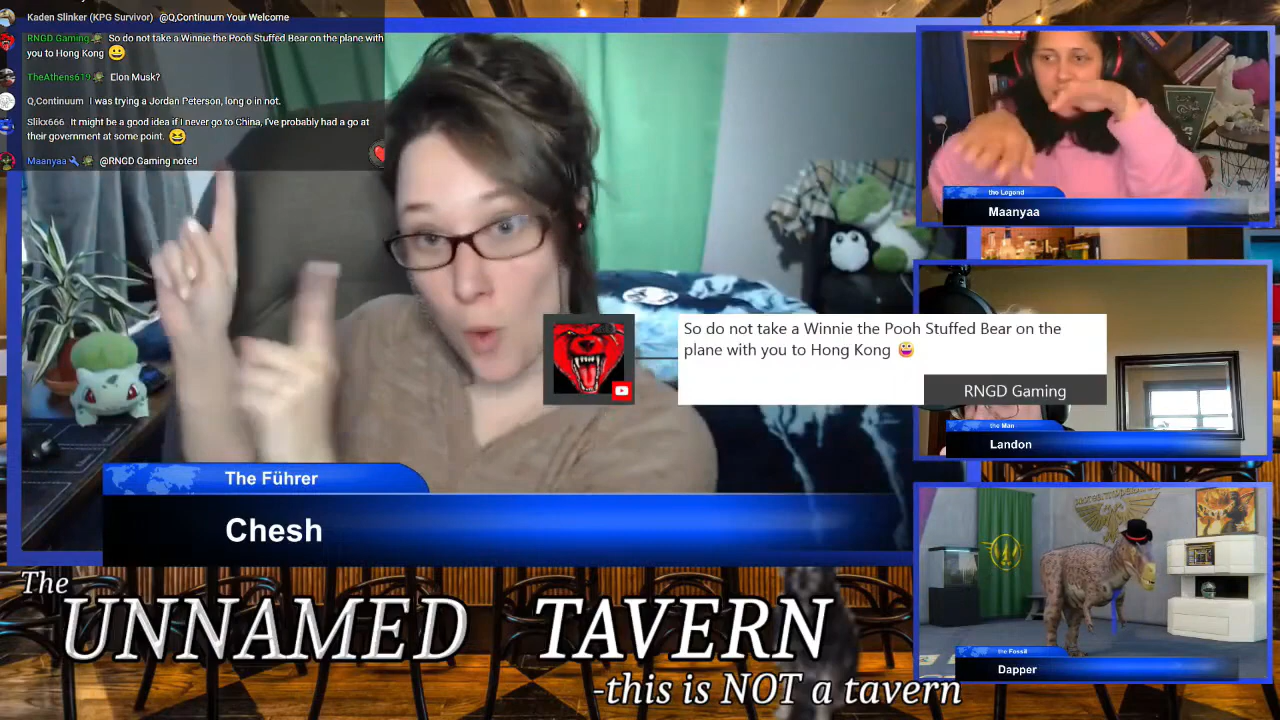 Kaden Slinker (KPG Survivor) @Q,Continuum Your Welcome
RNGD Gaming So do not take a Winnie the Pooh Stuffed Bear on the plane with
you to Hong Kong 😀
TheAthens619 Elon Musk?
Q,Continuum I was trying a Jordan Peterson, long o in not.
Slikx666 It might be a good idea if I never go to China, I've probably had a go at
their government at some point. 😆
Maanyaa @RNGD Gaming noted
the Legend
Maanyaa
So do not take a Winnie the Pooh Stuffed Bear on the
plane with you to Hong Kong 😀
RNGD Gaming
the Man
Landon
The Führer
Chesh
the Fossil
Dapper
The
UNNAMED TAVERN
-this is NOT a tavern